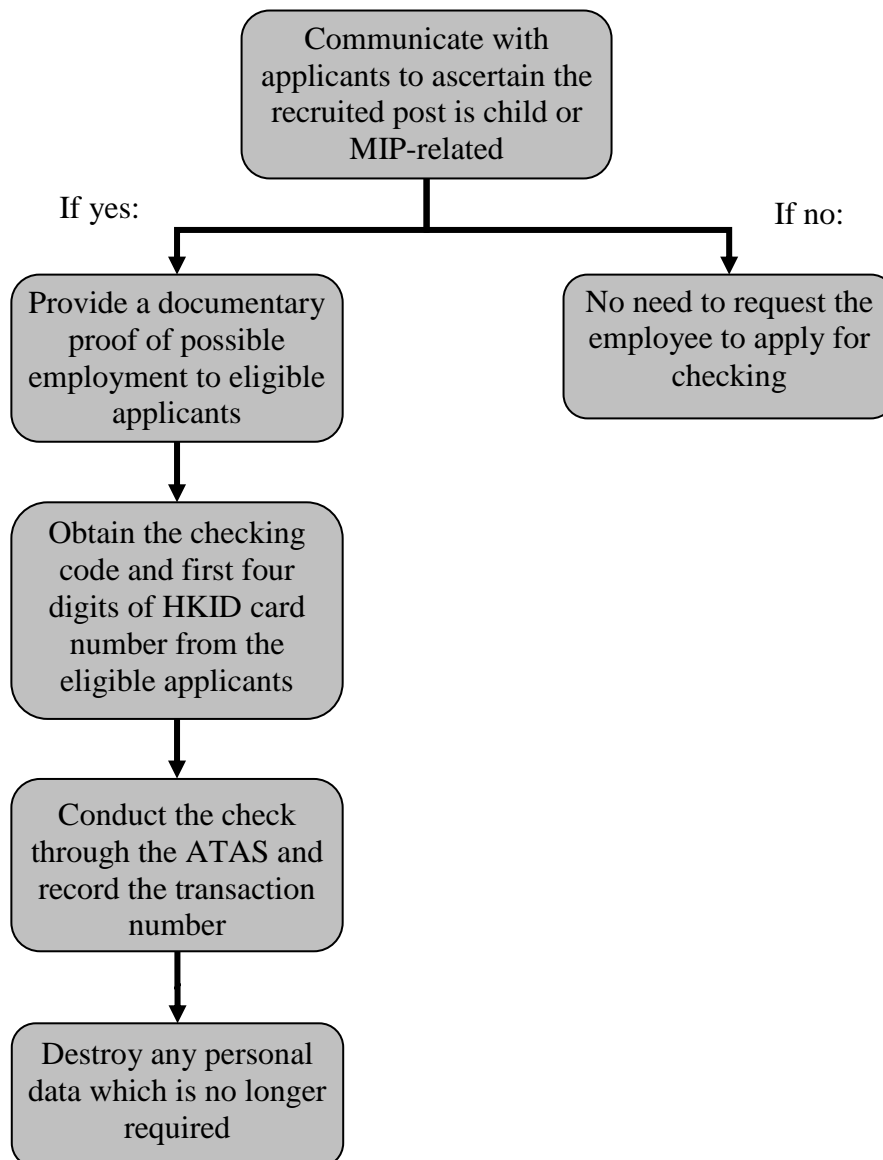 Communicate with
applicants to ascertain the
recruited post is child or
MIP-related
If yes:
If no:
Provide a documentary
proof of possible
employment to eligible
applicants
No need to request the
employee to apply for
checking
Obtain the checking
code and first four
digits of HKID card
number from the
eligible applicants
Conduct the check
through the ATAS and
record the transaction
number
Destroy any personal
data which is no longer
required